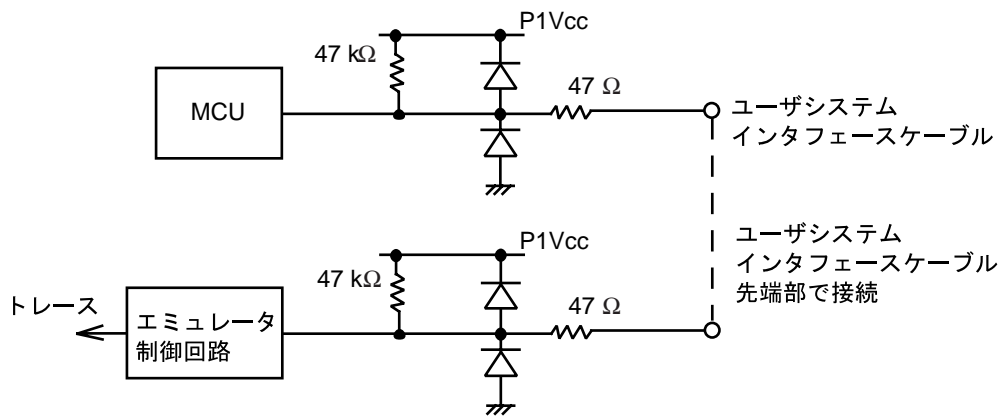 P1Vcc
47 kΩ
47 Ω
MCU
ユーザシステム
インタフェースケーブル
P1Vcc
ユーザシステム
インタフェースケーブル
先端部で接続
47 kΩ
47 Ω
トレース
エミュレータ
制御回路